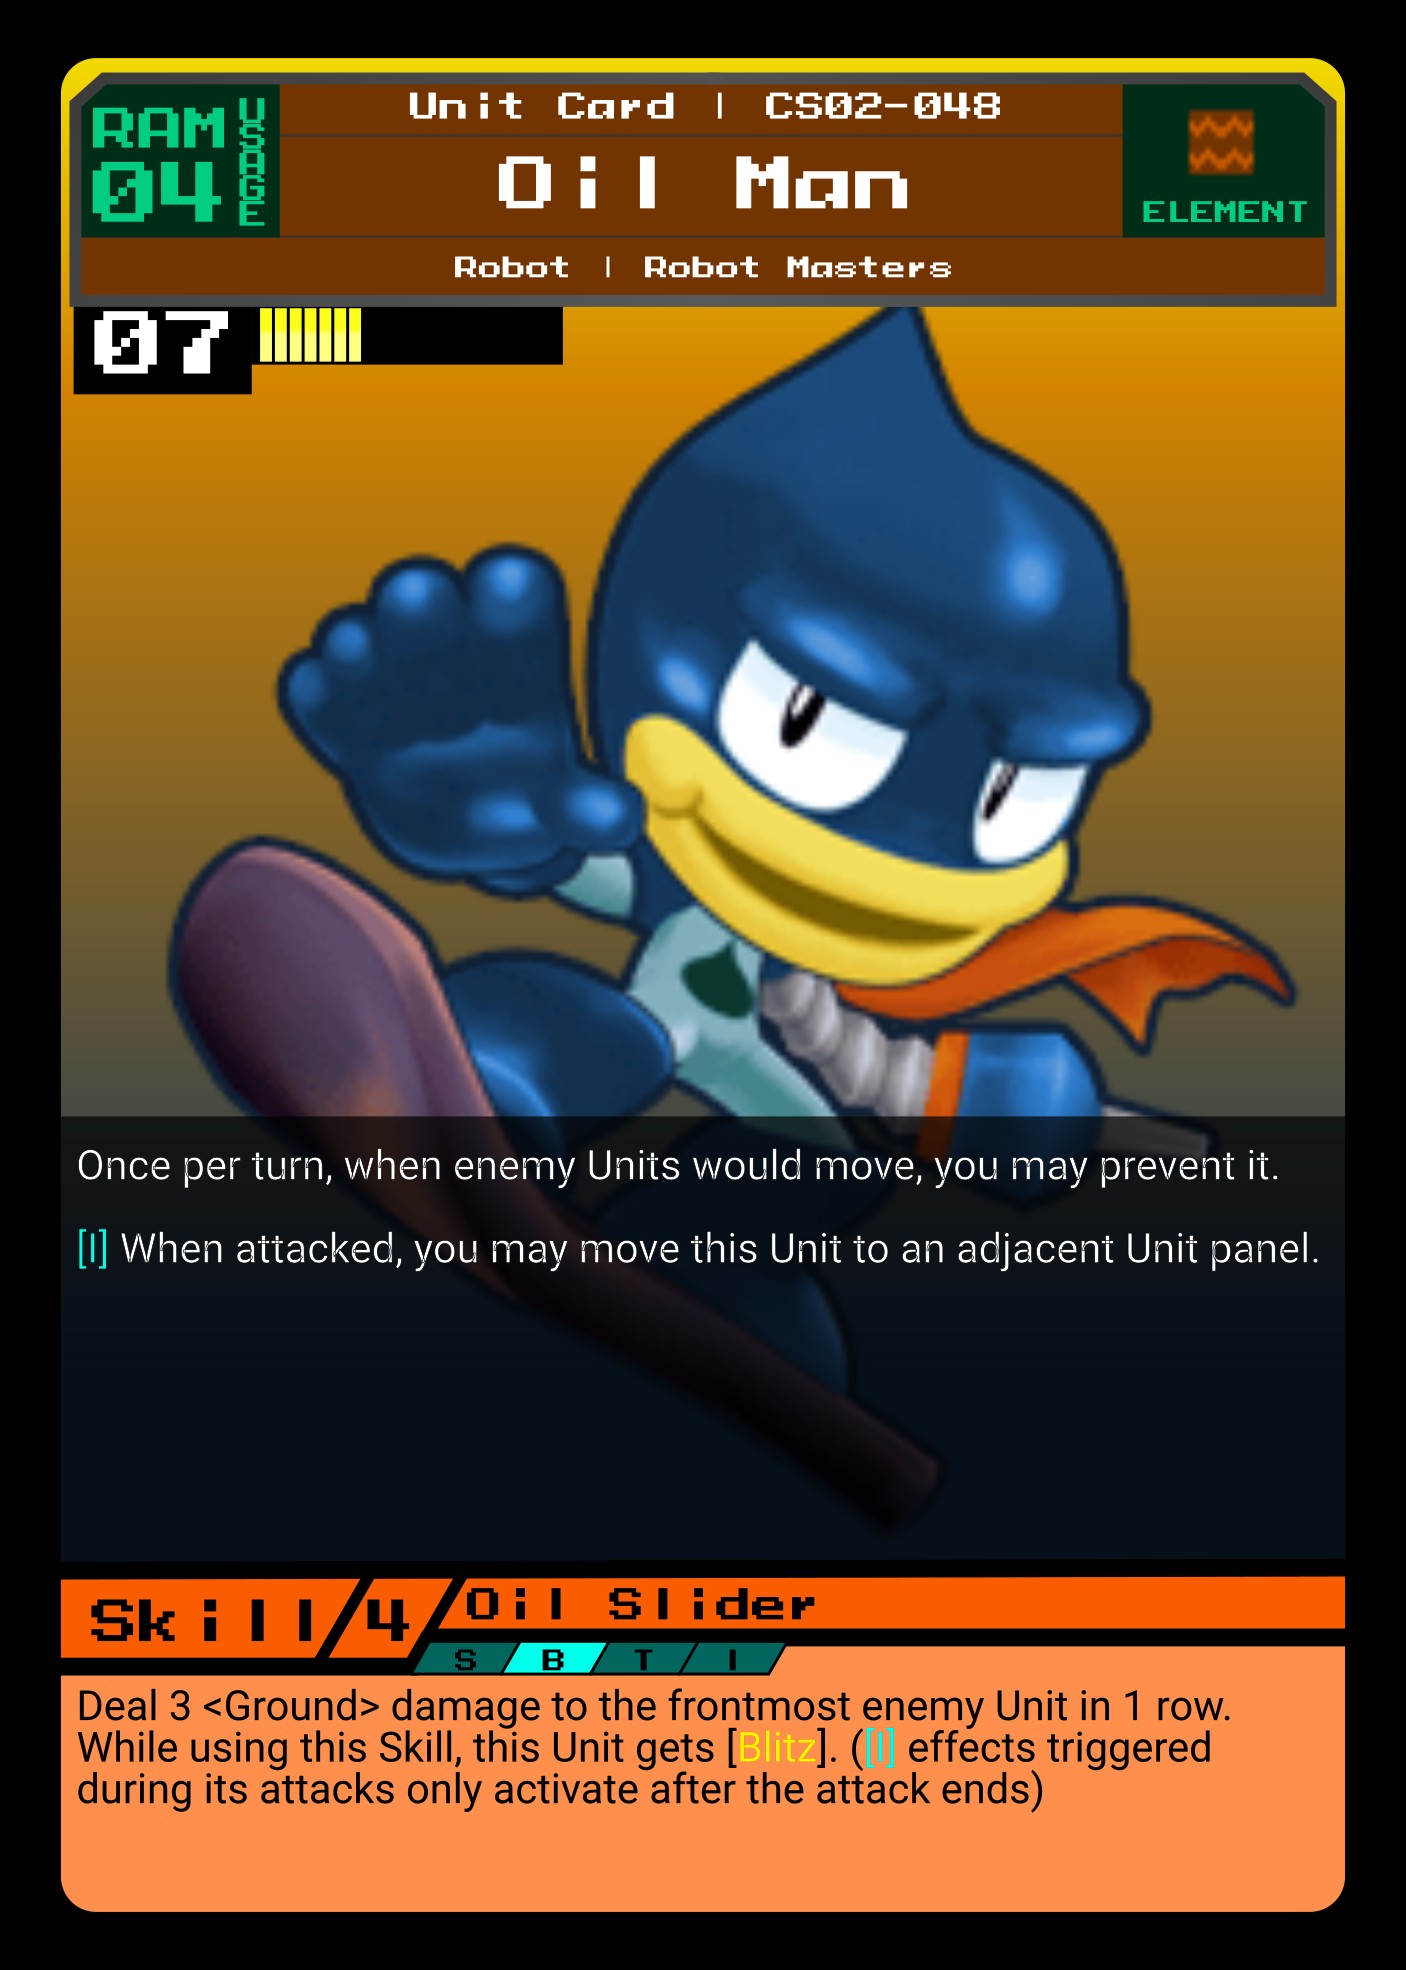 Unit Card | CS02-048
RAM USAGE
04
Oil Man
ELEMENT
Robot | Robot Masters
07
Once per turn, when enemy Units would move, you may prevent it.
[I] When attacked, you may move this Unit to an adjacent Unit panel.
Skill/4
Oil Slider
S B T I
Deal 3 <Ground> damage to the frontmost enemy Unit in 1 row.
While using this Skill, this Unit gets [Blitz]. ([I] effects triggered
during its attacks only activate after the attack ends)